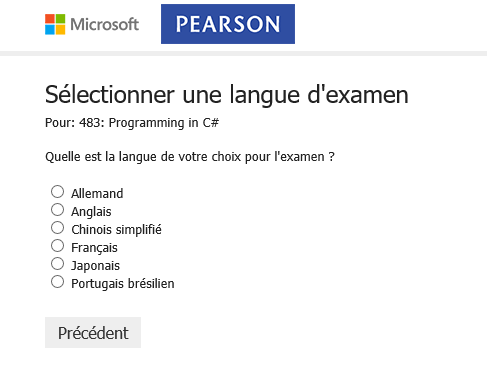 Microsoft PEARSON
Sélectionner une langue d'examen
Pour: 483: Programming in C#
Quelle est la langue de votre choix pour l'examen ?
Allemand
Anglais
Chinois simplifié
Français
Japonais
Portugais brésilien
Précédent